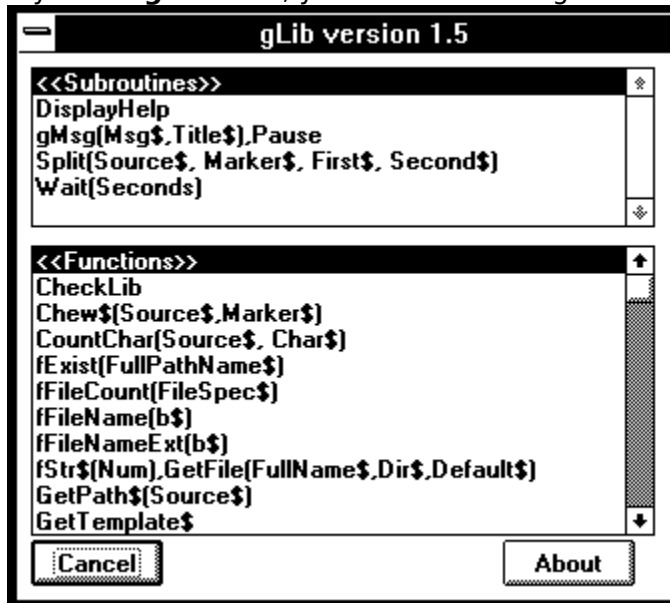 gLib version 1.5
<<Subroutines>>
DisplayHelp
gMsg(Msg$,Title$),Pause
Split(Source$, Marker$, First$, Second$)
Wait(Seconds)
<<Functions>>
CheckLib
Chew$(Source$,Marker$)
CountChar(Source$, Char$)
fExist(FullPathName$)
fFileCount(FileSpec$)
fFileName(b$)
fFileNameExt(b$)
fStr$(Num),GetFile(FullName$,Dir$,Default$)
GetPath$(Source$)
GetTemplate$
Cancel
About